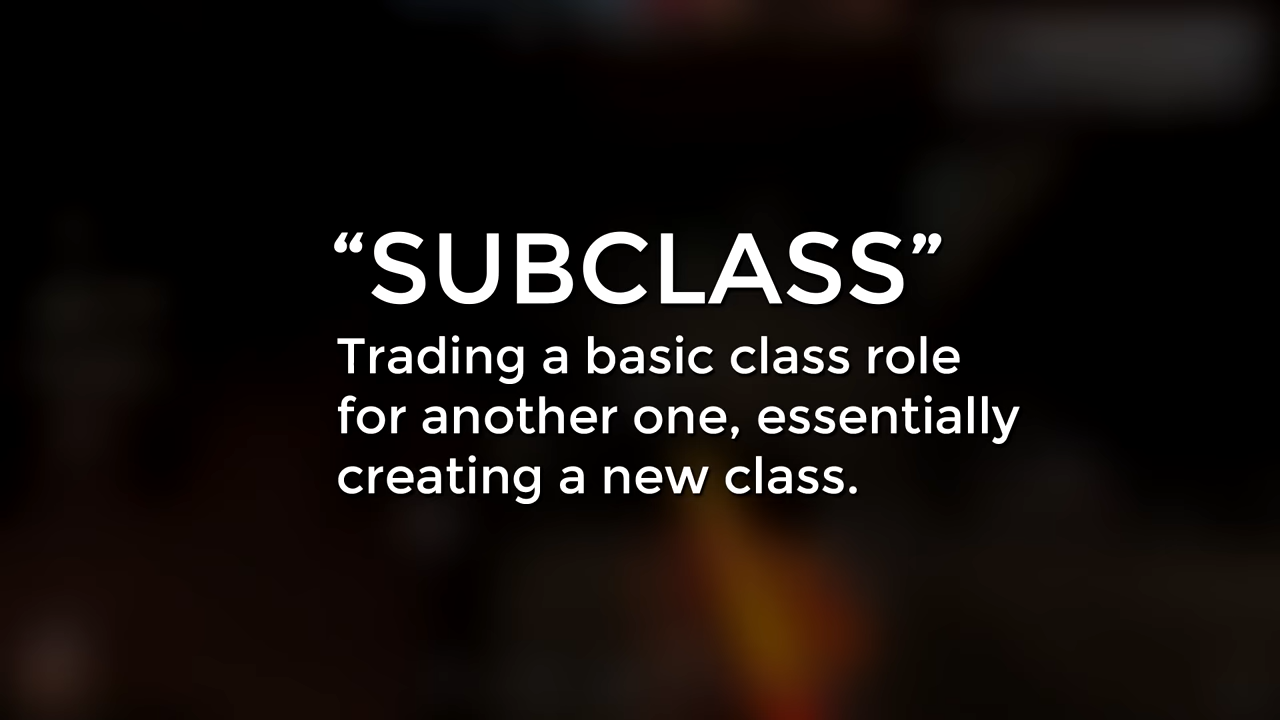 “SUBCLASS”
Trading a basic class role
for another one, essentially
creating a new class.